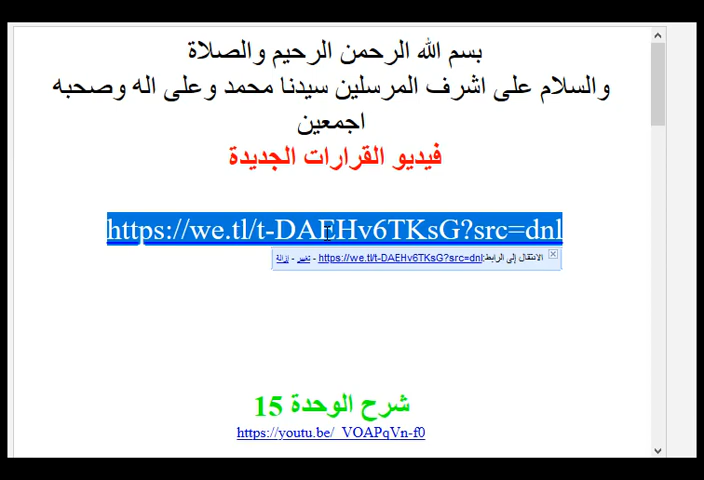 بسم الله الرحمن الرحيم والصلاة
والسلام على اشرف المرسلين سيدنا محمد وعلى اله وصحبه
اجمعين
فيديو القرارات الجديدة
https://we.tl/t-DAEHv6TKsG?src=dnl
الانتقال إلى الرابط:https://we.tl/t-DAEHv6TKsG?src=dnl - تغيير - إزالة
شرح الوحدة 15
https://youtu.be/_VOAPqVn-f0